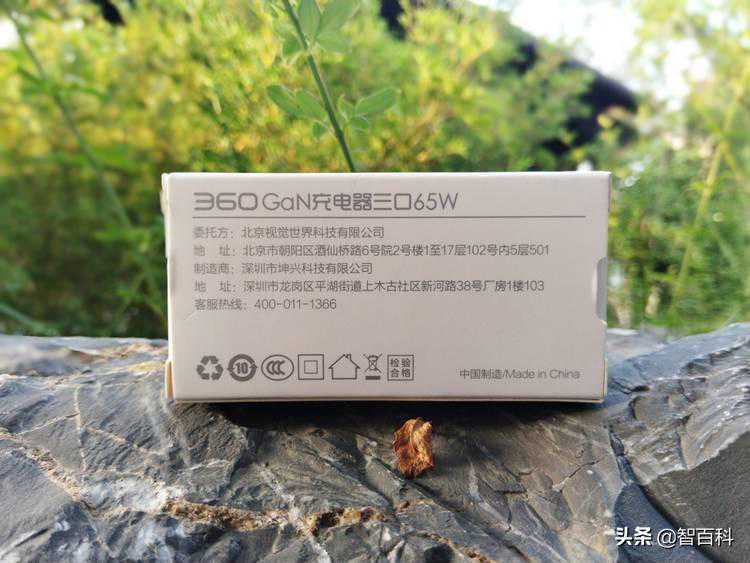 360 GaN充电器三口65W
委托方：北京视觉世界科技有限公司
地　址：北京市朝阳区酒仙桥路6号院2号楼1至17层102号内5层501
制造商：深圳市坤兴科技有限公司
地　址：深圳市龙岗区平湖街道上木古社区新河路38号厂房1楼103
客服热线：400-011-1366
10
CCC
检验
合格
中国制造/Made in China
头条 @智百科